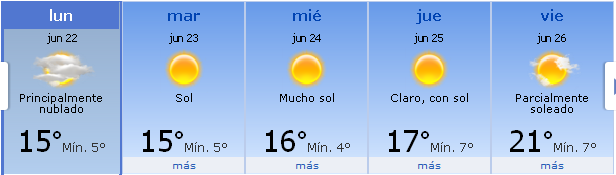 lun
jun 22
Principalmente
nublado
15° Mín. 5°
mar
jun 23
Sol
15° Mín. 5°
más
mié
jun 24
Mucho sol
16° Mín. 4°
más
jue
jun 25
Claro, con sol
17° Mín. 7°
más
vie
jun 26
Parcialmente
soleado
21° Mín. 7°
más